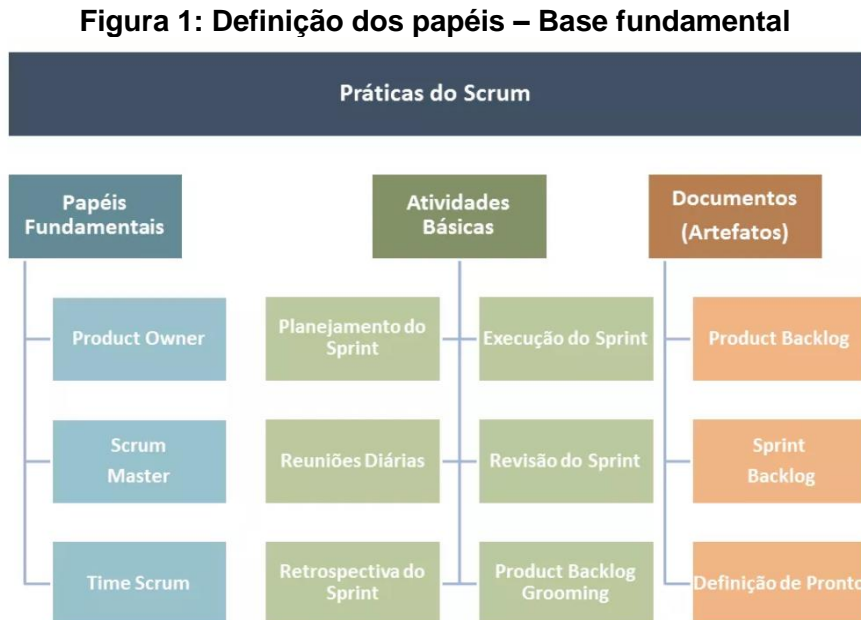 Figura 1: Definição dos papéis – Base fundamental
Práticas do Scrum
Papéis
Fundamentais
Product Owner
Scrum
Master
Time Scrum
Atividades
Básicas
Planejamento do
Sprint
Execução do Sprint
Reuniões Diárias
Revisão do Sprint
Retrospectiva do
Sprint
Product Backlog
Grooming
Documentos
(Artefatos)
Product Backlog
Sprint
Backlog
Definição de Pronto